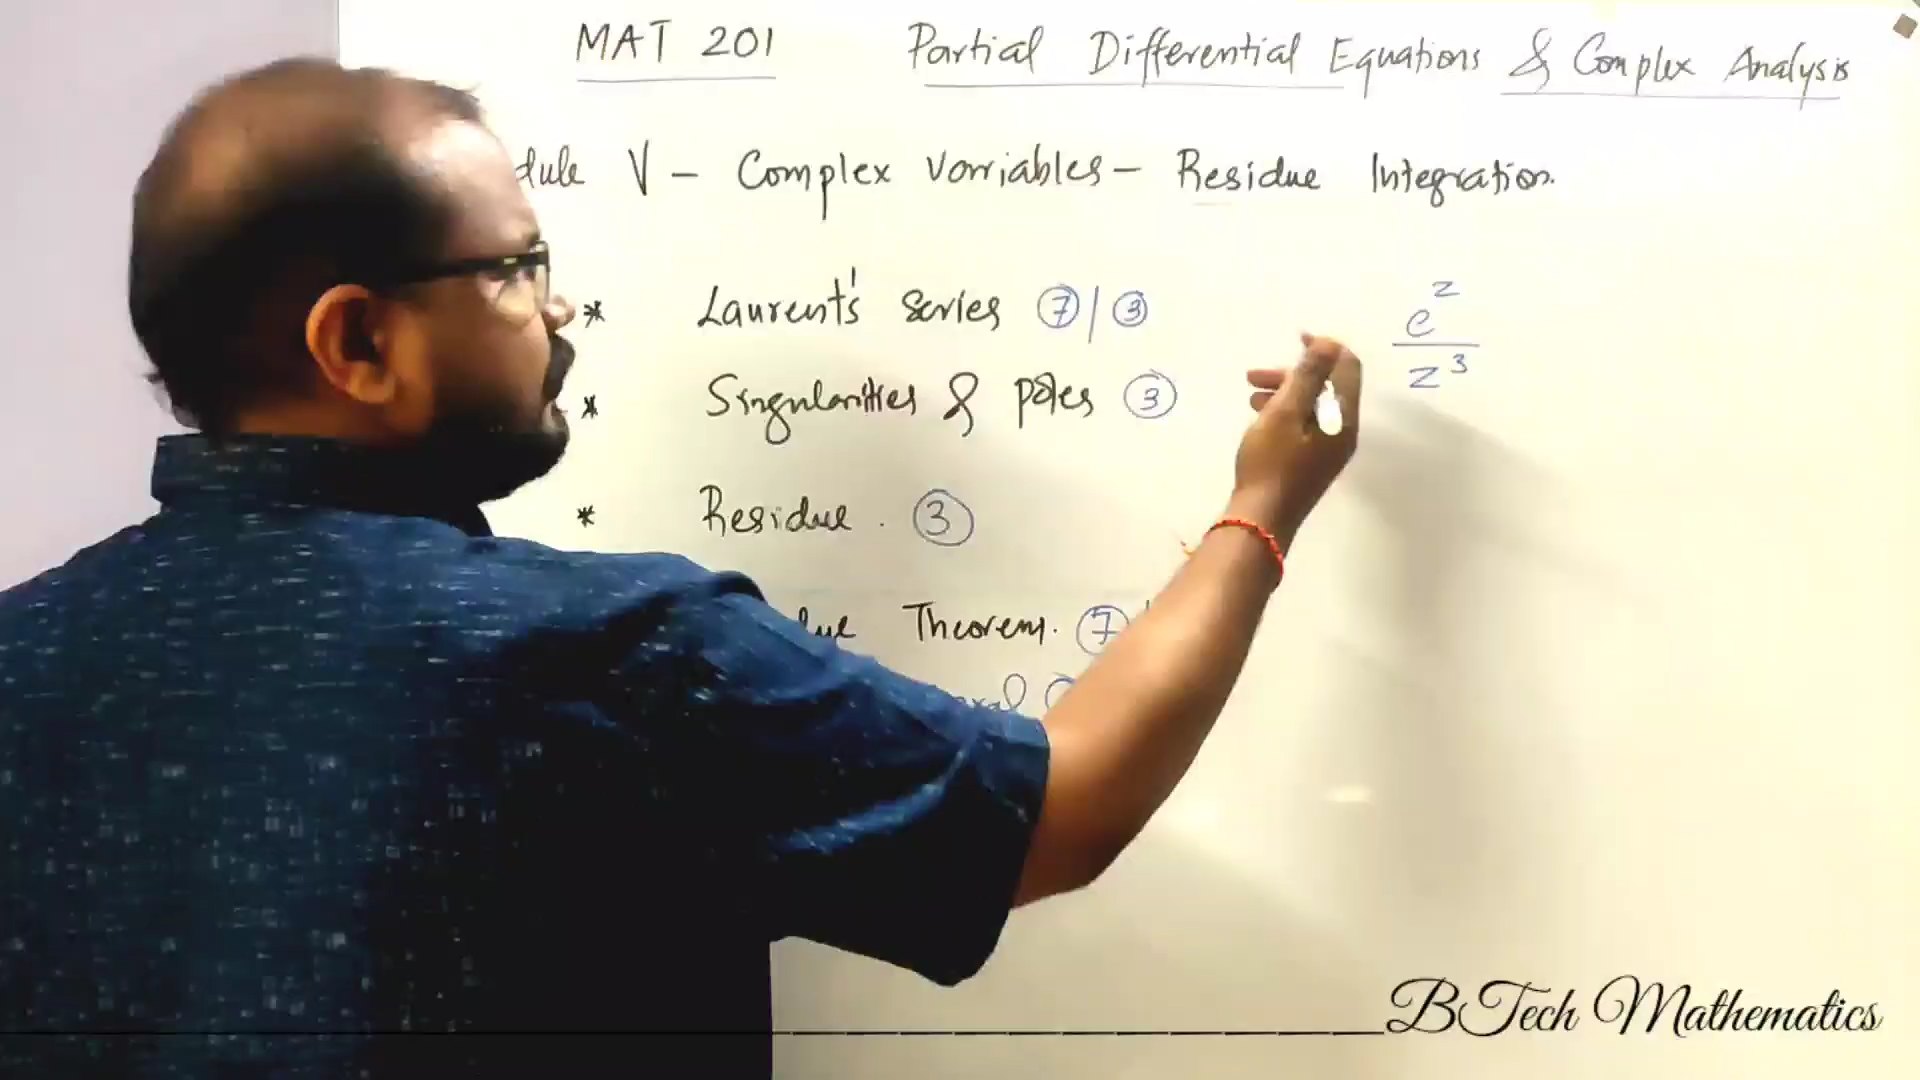 MAT 201 Partial Differential Equations & Complex Analysis
V - Complex Variables - Residue Integration.
* Laurent's series 7 / 3
* Singularities & poles 3
* Residue. 3
Theorem. 7
e^z
z^3
BTech Mathematics